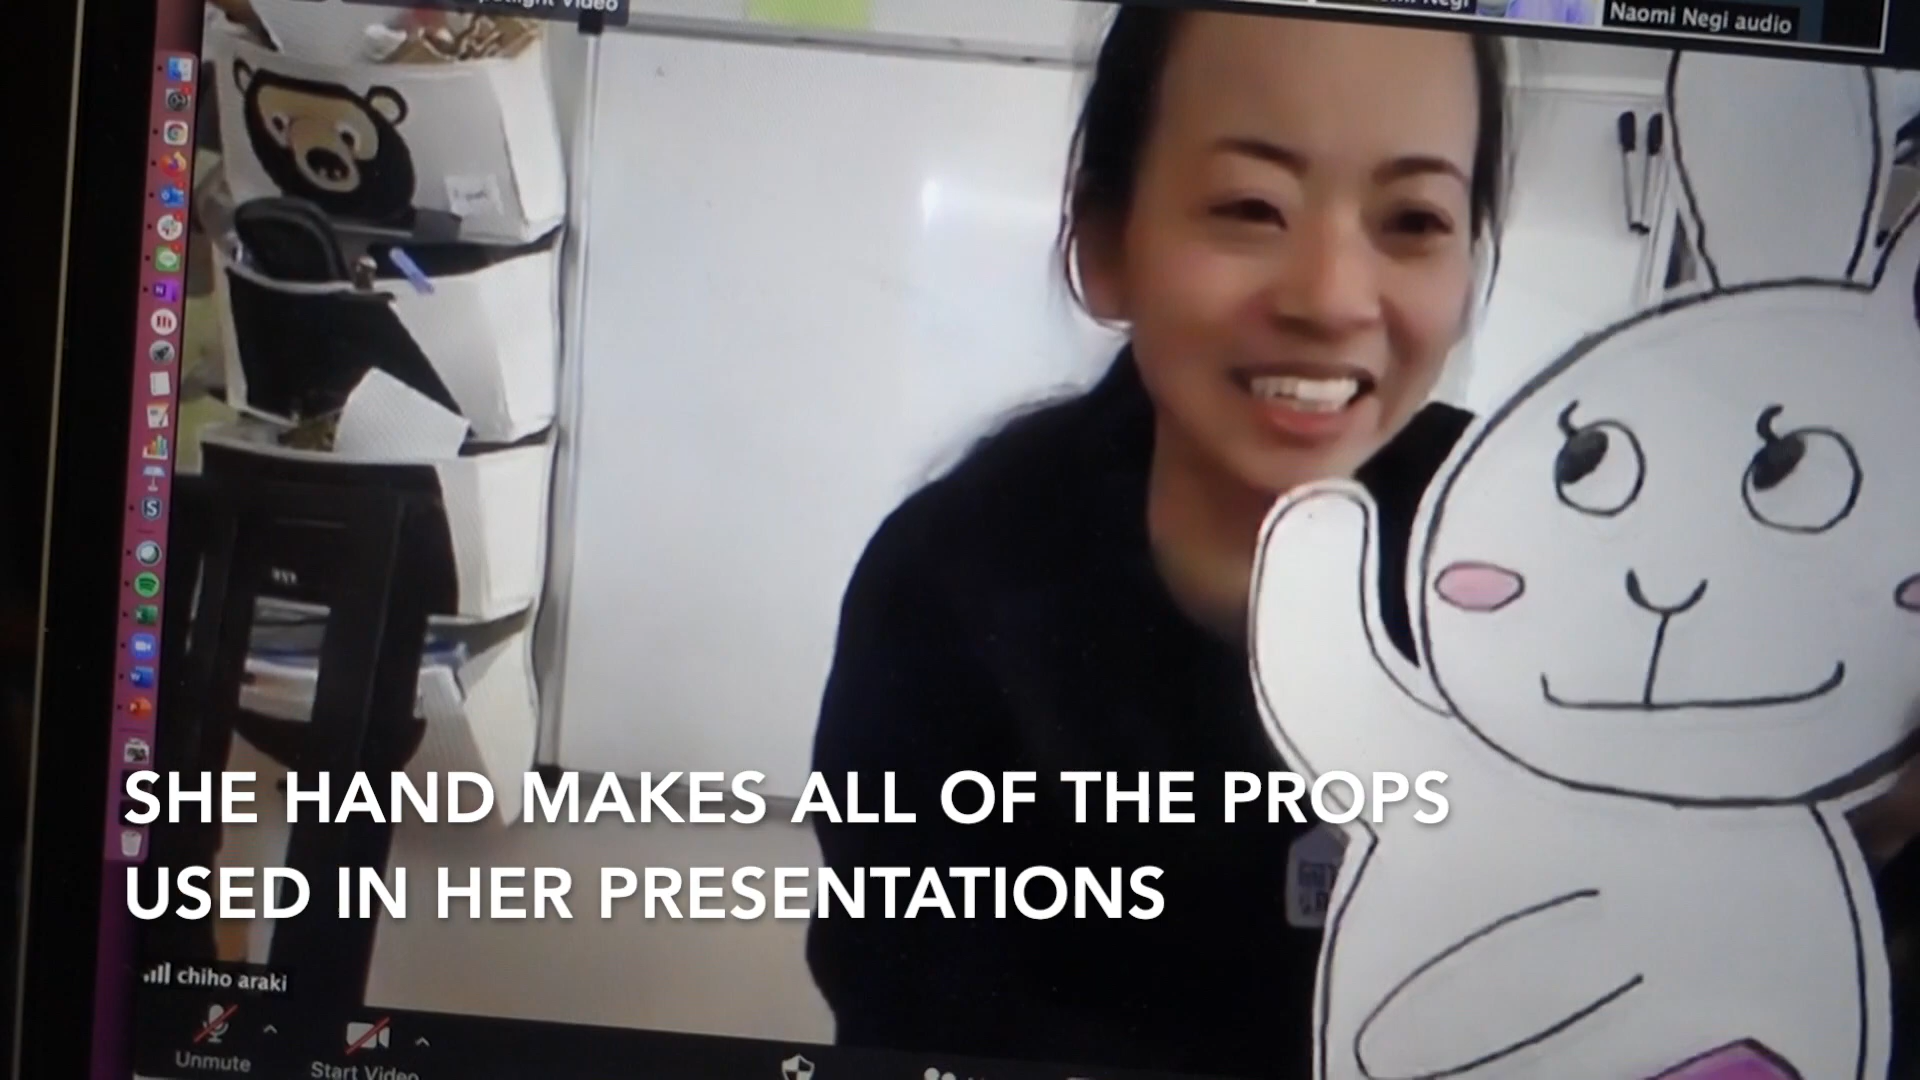 Video
Naomi Negi audio
SHE HAND MAKES ALL OF THE PROPS
USED IN HER PRESENTATIONS
chiho araki
Unmute
Start Video